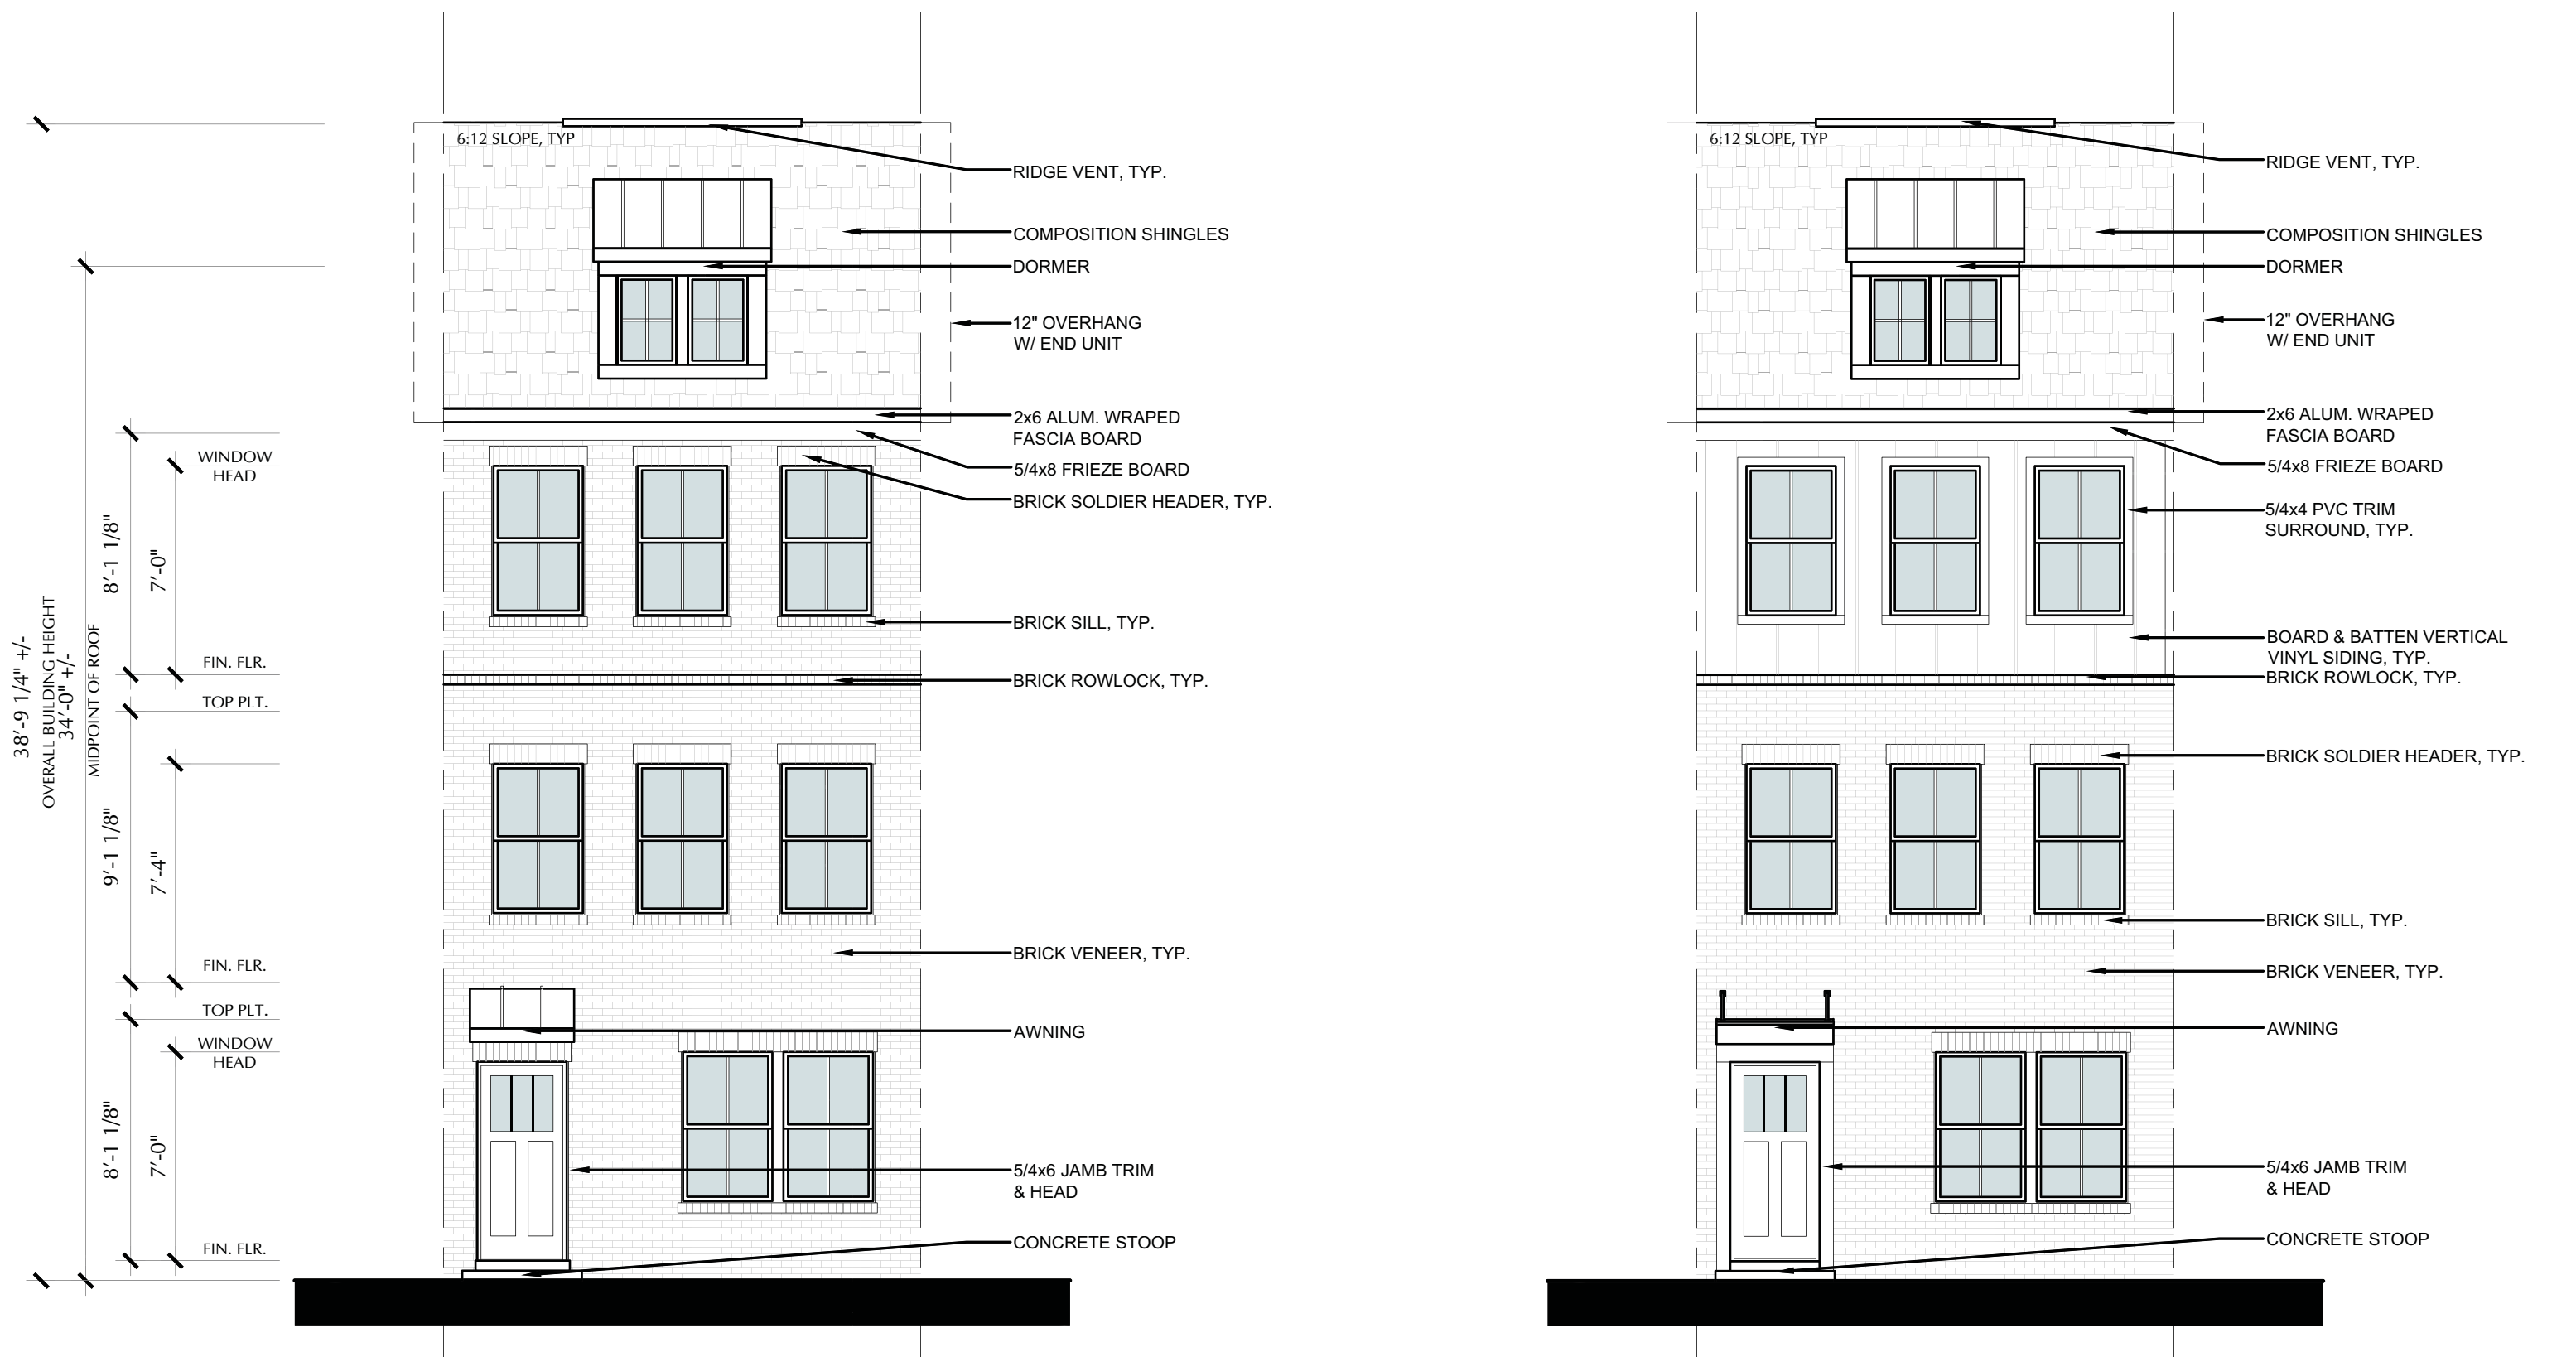 38'-9 1/4" +/-
OVERALL BUILDING HEIGHT
34'-0" +/-
MIDPOINT OF ROOF
8'-1 1/8"
7'-0"
9'-1 1/8"
7'-4"
8'-1 1/8"
7'-0"
WINDOW
HEAD
FIN. FLR.
TOP PLT.
FIN. FLR.
TOP PLT.
WINDOW
HEAD
FIN. FLR.
6:12 SLOPE, TYP
RIDGE VENT, TYP.
COMPOSITION SHINGLES
DORMER
12" OVERHANG
W/ END UNIT
2x6 ALUM. WRAPED
FASCIA BOARD
5/4x8 FRIEZE BOARD
BRICK SOLDIER HEADER, TYP.
BRICK SILL, TYP.
BRICK ROWLOCK, TYP.
BRICK VENEER, TYP.
AWNING
5/4x6 JAMB TRIM
& HEAD
CONCRETE STOOP
6:12 SLOPE, TYP
RIDGE VENT, TYP.
COMPOSITION SHINGLES
DORMER
12" OVERHANG
W/ END UNIT
2x6 ALUM. WRAPED
FASCIA BOARD
5/4x8 FRIEZE BOARD
5/4x4 PVC TRIM
SURROUND, TYP.
BOARD & BATTEN VERTICAL
VINYL SIDING, TYP.
BRICK ROWLOCK, TYP.
BRICK SOLDIER HEADER, TYP.
BRICK SILL, TYP.
BRICK VENEER, TYP.
AWNING
5/4x6 JAMB TRIM
& HEAD
CONCRETE STOOP